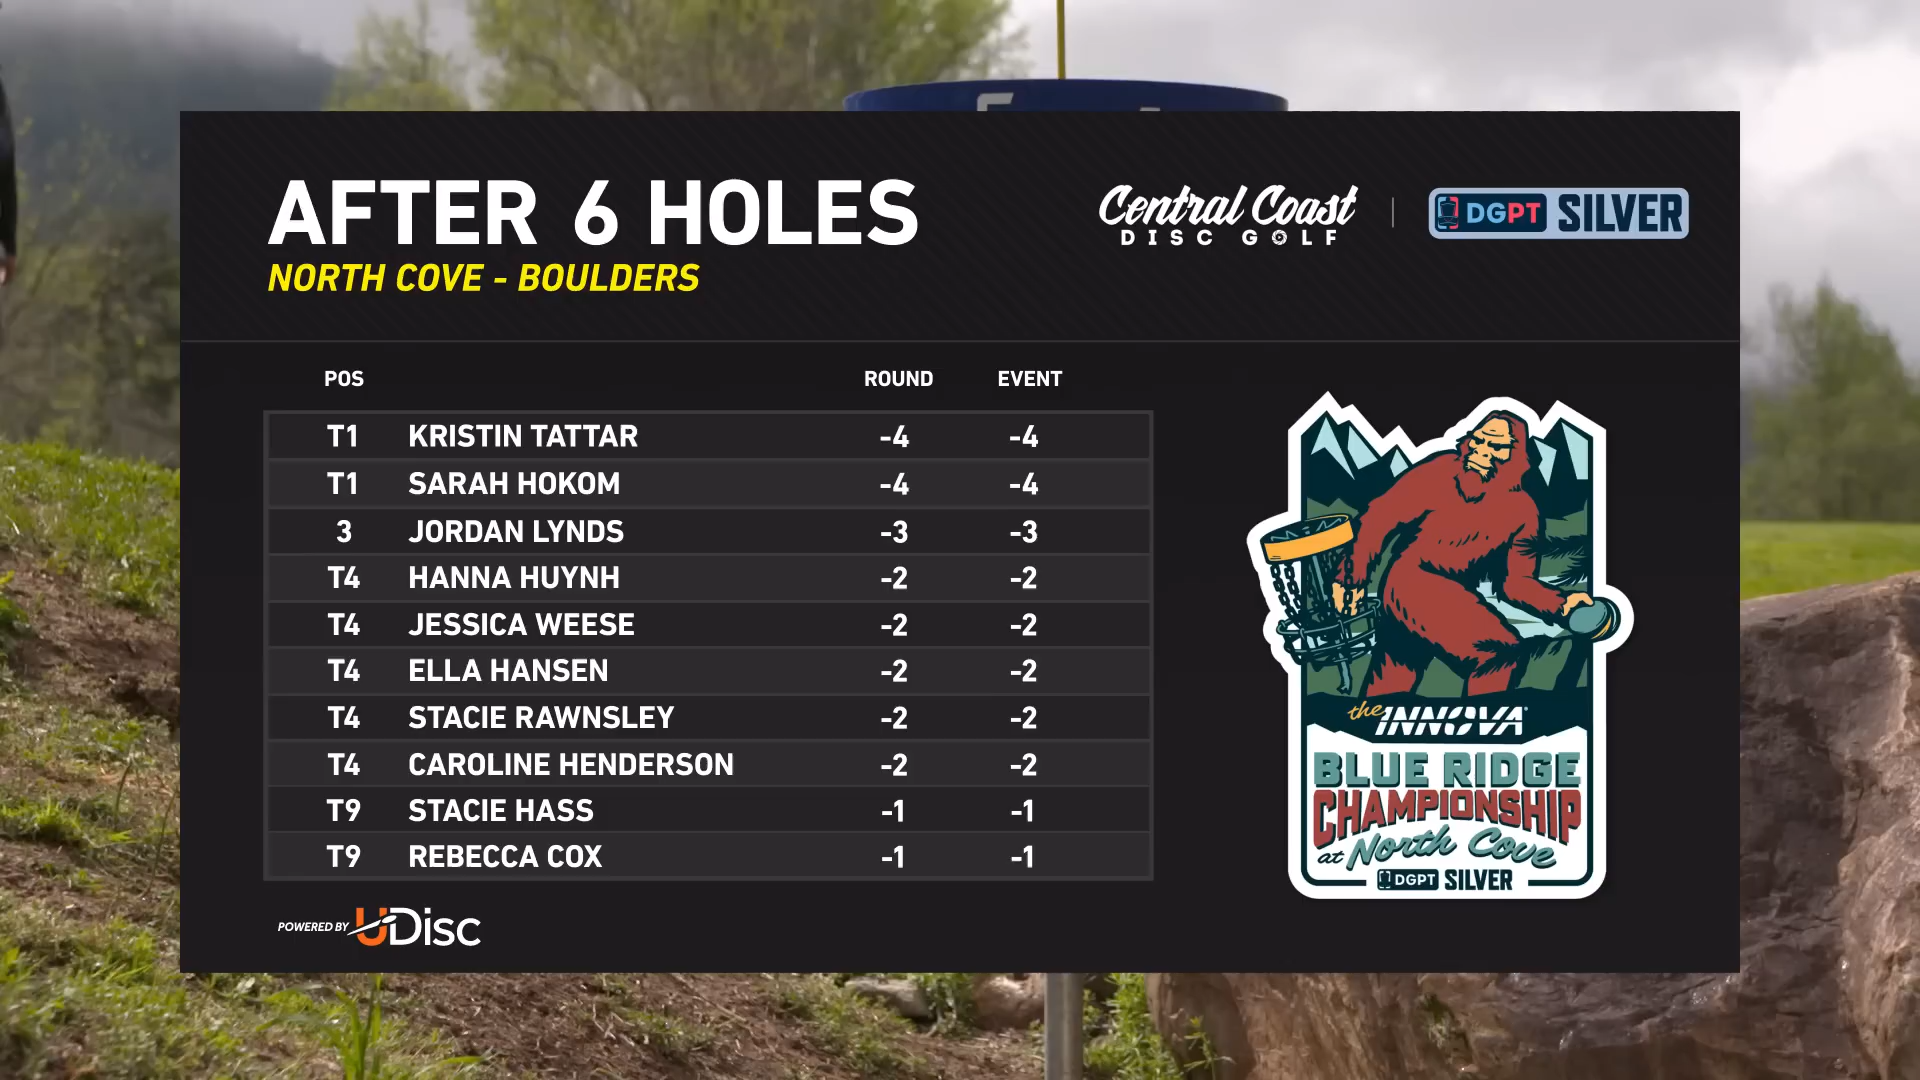 AFTER 6 HOLES
NORTH COVE - BOULDERS
Central Coast
DISC GOLF
DGPT SILVER
POS ROUND EVENT
T1 KRISTIN TATTAR -4 -4
T1 SARAH HOKOM -4 -4
3 JORDAN LYNDS -3 -3
T4 HANNA HUYNH -2 -2
T4 JESSICA WEESE -2 -2
T4 ELLA HANSEN -2 -2
T4 STACIE RAWNSLEY -2 -2
T4 CAROLINE HENDERSON -2 -2
T9 STACIE HASS -1 -1
T9 REBECCA COX -1 -1
POWERED BY UDisc
the INNOVA
BLUE RIDGE
CHAMPIONSHIP
at North Cove
DGPT SILVER